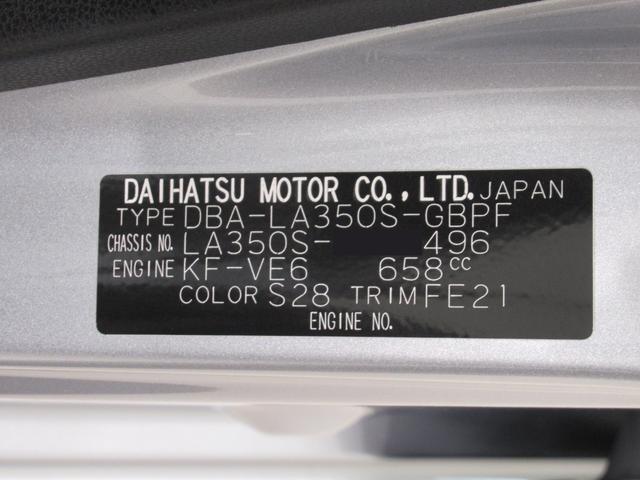 DAIHATSU MOTOR CO., LTD. JAPAN
TYPE DBA-LA350S-GBPF
CHASSIS NO. LA350S- 496
ENGINE KF-VE6 658cc
COLOR S28 TRIM FE21
ENGINE NO.